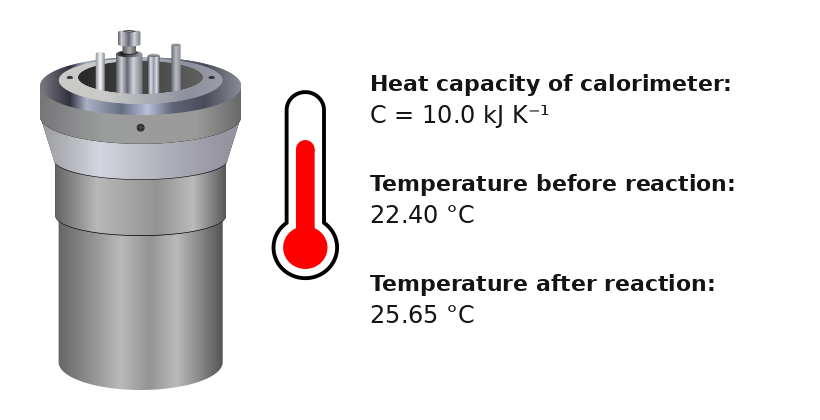 Heat capacity of calorimeter:
C = 10.0 kJ K⁻¹
Temperature before reaction:
22.40 °C
Temperature after reaction:
25.65 °C